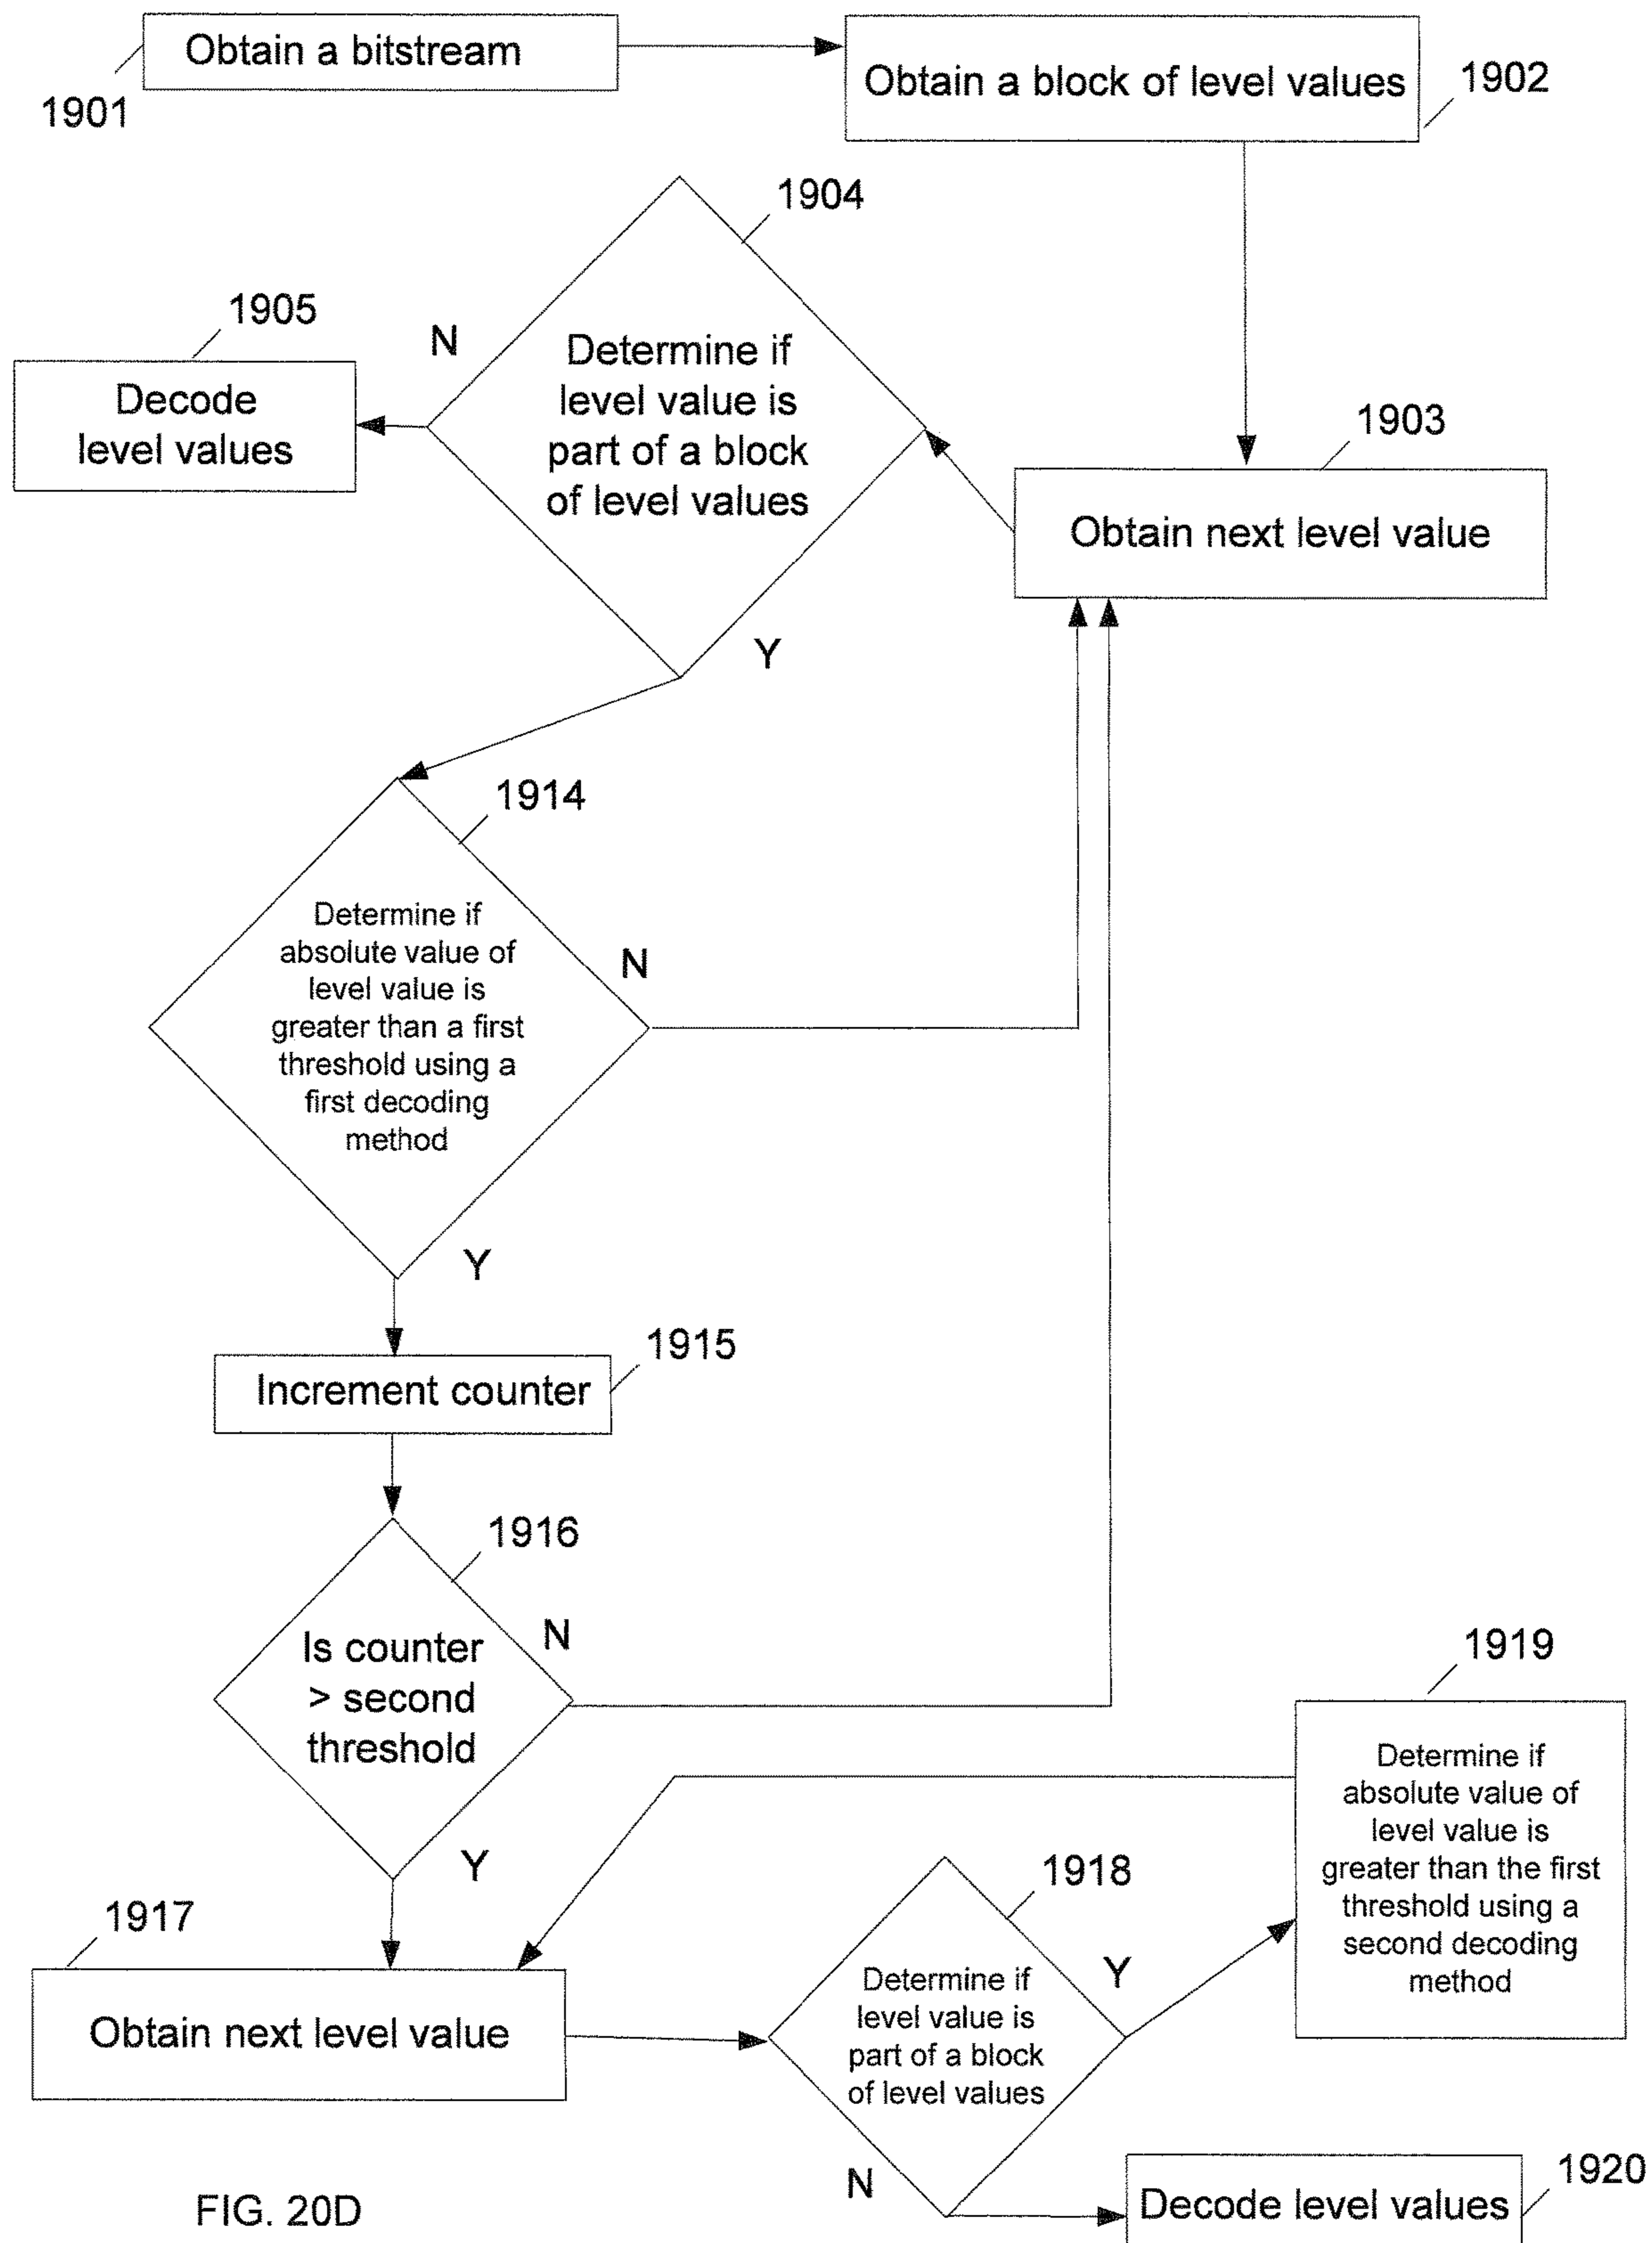 Obtain a bitstream
1901
Obtain a block of level values
1902
1904
Determine if
level value is
part of a block
of level values
N
Y
1905
Decode
level values
1903
Obtain next level value
1914
Determine if
absolute value of
level value is
greater than a first
threshold using a
first decoding
method
N
Y
1915
Increment counter
1916
Is counter
> second
threshold
N
Y
1919
Determine if
absolute value of
level value is
greater than the first
threshold using a
second decoding
method
1917
Obtain next level value
1918
Determine if
level value is
part of a block
of level values
Y
N
1920
Decode level values
FIG. 20D